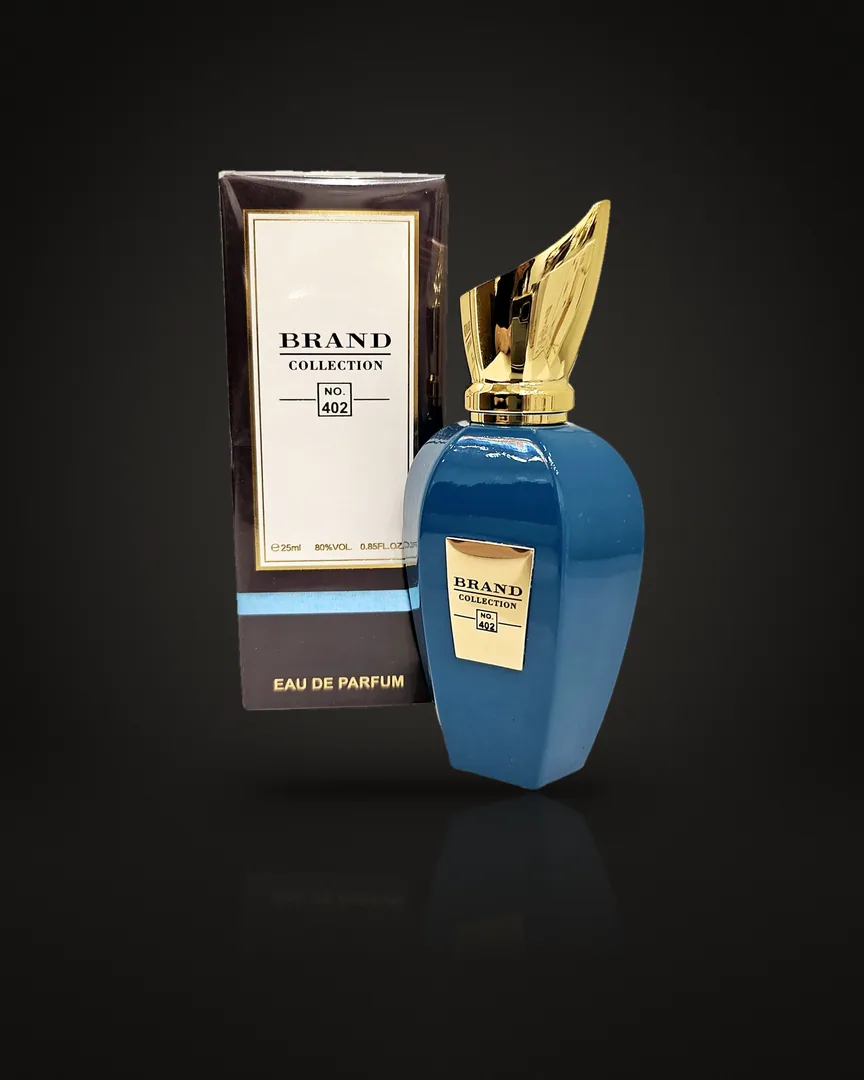 BRAND
COLLECTION
NO.
402
℮25ml 80%VOL. 0.85FL.OZ.
EAU DE PARFUM
BRAND
COLLECTION
NO.
402